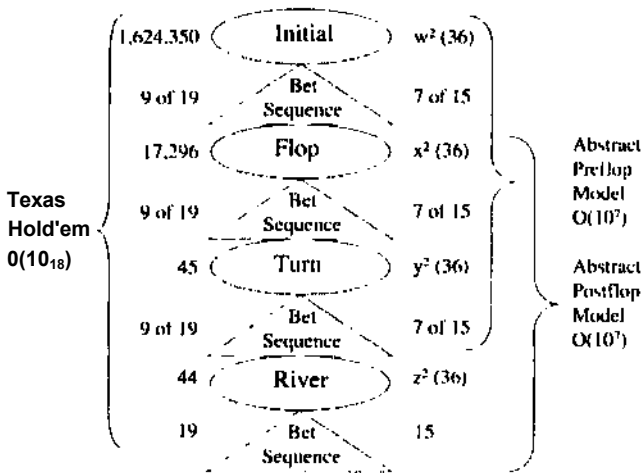 1,624,350 Initial w² (36)
9 of 19 Bet Sequence 7 of 15
17,296 Flop x² (36)
9 of 19 Bet Sequence 7 of 15
45 Turn y² (36)
9 of 19 Bet Sequence 7 of 15
44 River z² (36)
19 Bet Sequence 15
Texas
Hold'em
0(10₁₈)
Abstract
Preflop
Model
O(10⁷)
Abstract
Postflop
Model
O(10⁷)